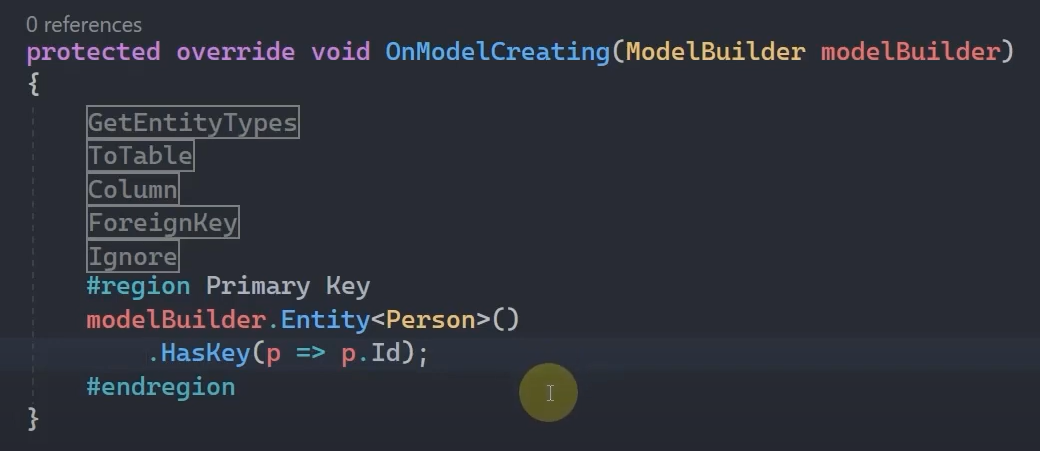 0 references
protected override void OnModelCreating(ModelBuilder modelBuilder)
{
GetEntityTypes
ToTable
Column
ForeignKey
Ignore
#region Primary Key
modelBuilder.Entity<Person>()
.HasKey(p => p.Id);
#endregion
}